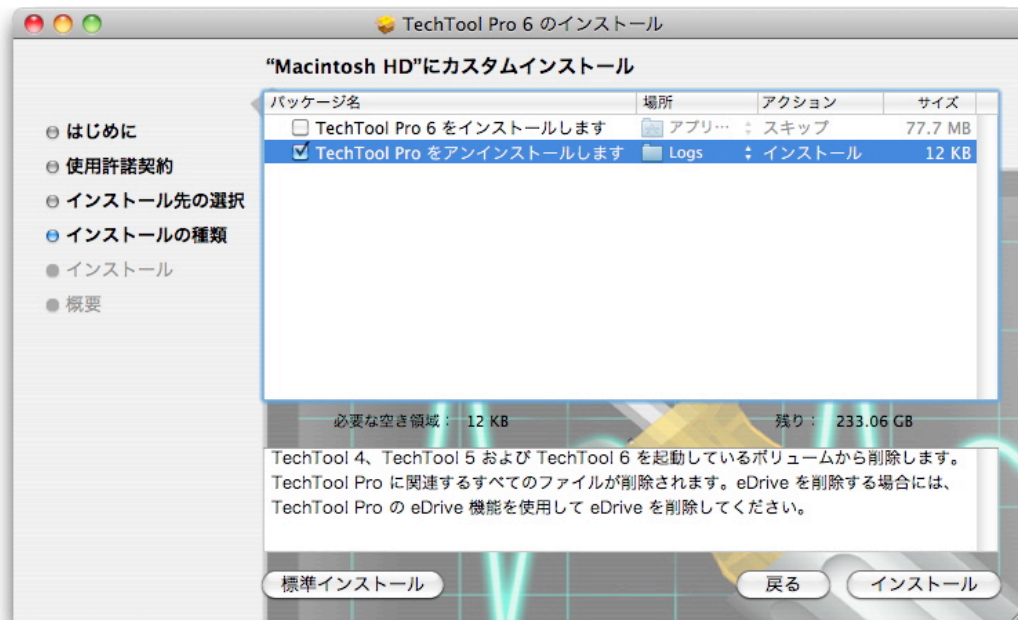 TechTool Pro 6 のインストール
“Macintosh HD”にカスタムインストール
はじめに
使用許諾契約
インストール先の選択
インストールの種類
インストール
概要
パッケージ名 場所 アクション サイズ
TechTool Pro 6 をインストールします アプリ… スキップ 77.7 MB
TechTool Pro をアンインストールします Logs インストール 12 KB
必要な空き領域： 12 KB 残り： 233.06 GB
TechTool 4、TechTool 5 および TechTool 6 を起動しているボリュームから削除します。
TechTool Pro に関連するすべてのファイルが削除されます。eDrive を削除する場合には、
TechTool Pro の eDrive 機能を使用して eDrive を削除してください。
標準インストール 戻る インストール